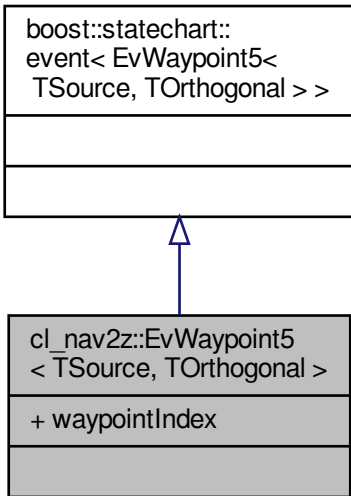 boost::statechart::
event< EvWaypoint5<
TSource, TOrthogonal > >
cl_nav2z::EvWaypoint5
< TSource, TOrthogonal >
+ waypointIndex